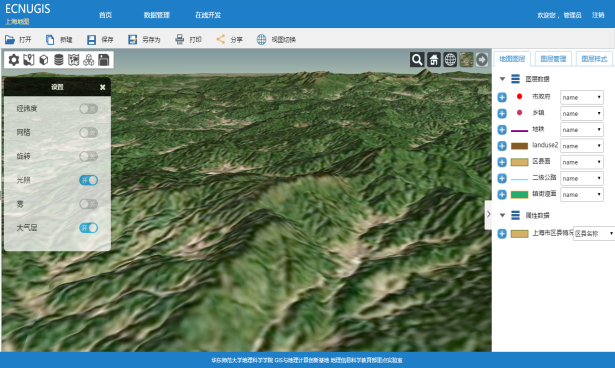 ECNUGIS
上海地图
首页 数据管理 在线开发 欢迎您， 管理员 注销
打开 新建 保存 另存为 打印 分享 视图切换
地图图层 图层管理 图层样式
设置
经纬度 关
网格 关
旋转 关
光照 开
雾 关
大气层 开
图层数据
市政府 name
乡镇 name
地铁 name
landuse2 name
区县面 name
二级公路 name
镇街道面 name
属性数据
上海市区县情况 区县名称
华东师范大学地理科学学院 GIS与地理计算创新基地 地理信息科学教育部重点实验室